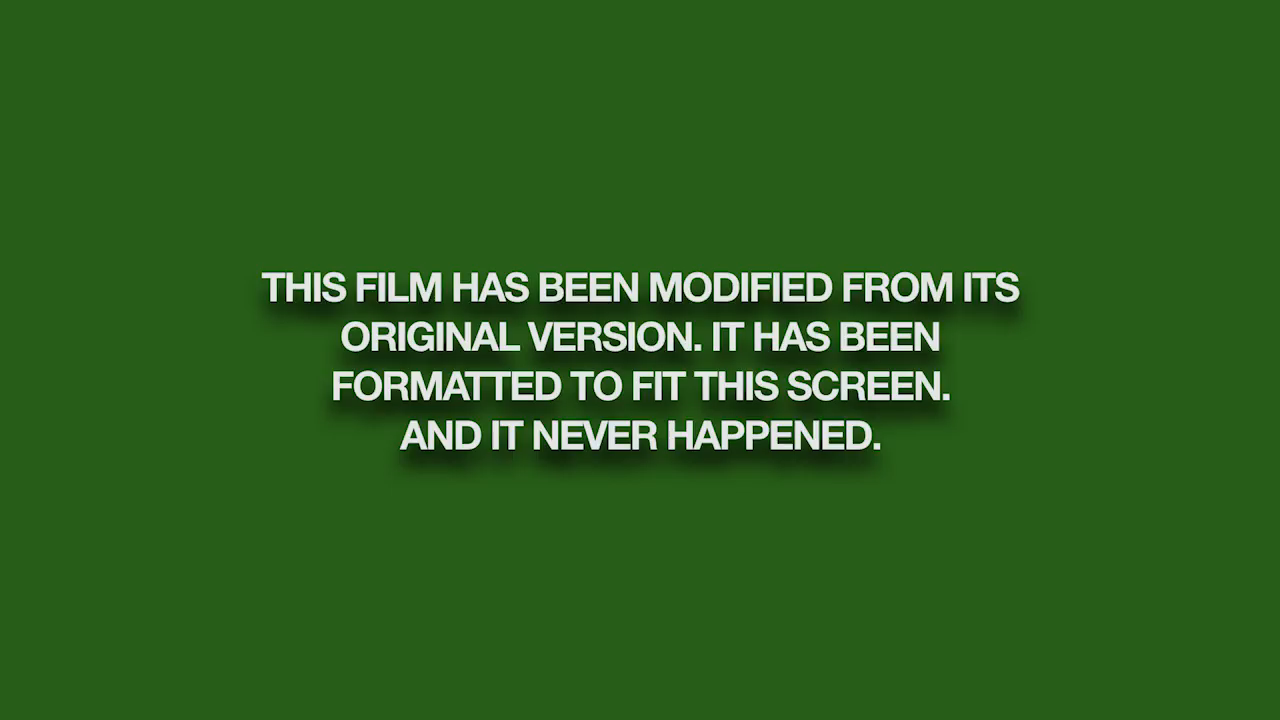 THIS FILM HAS BEEN MODIFIED FROM ITS
ORIGINAL VERSION. IT HAS BEEN
FORMATTED TO FIT THIS SCREEN.
AND IT NEVER HAPPENED.